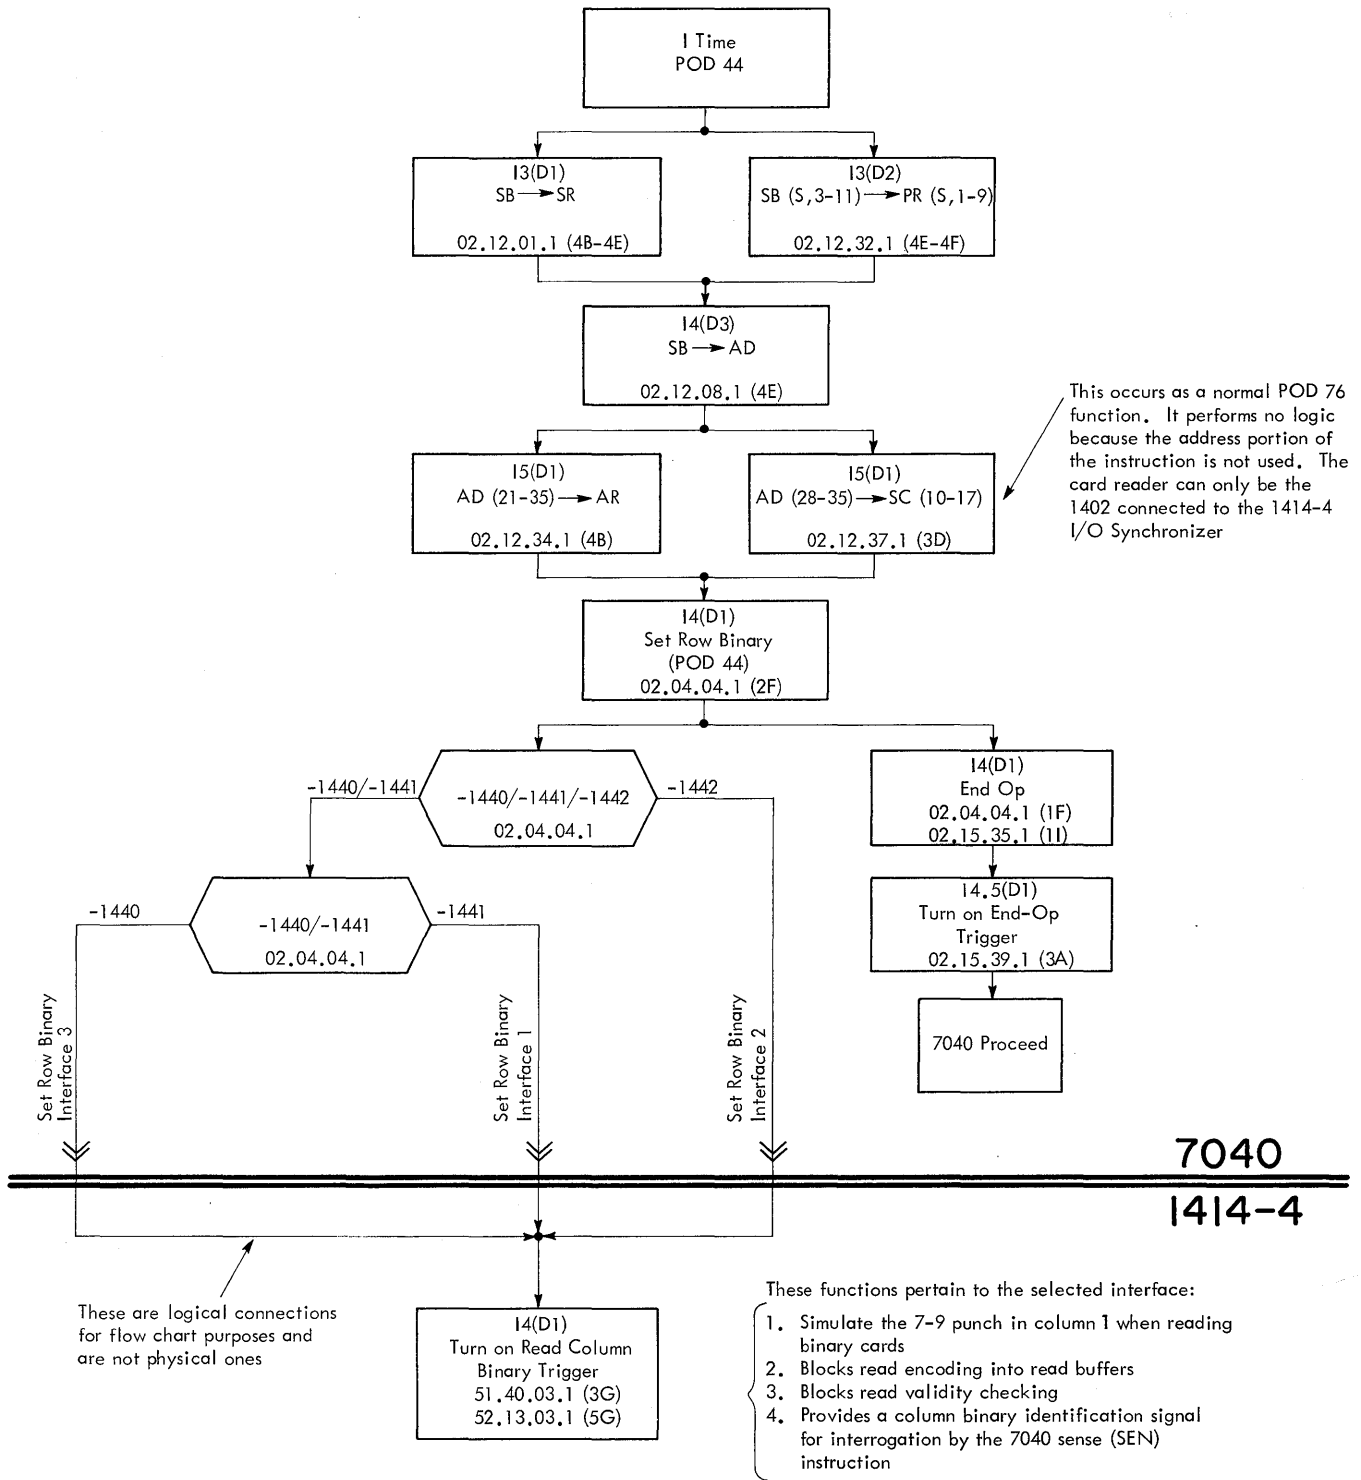 I Time
POD 44
I3(D1)
SB → SR
02.12.01.1 (4B-4E)
I3(D2)
SB (S,3-11) → PR (S,1-9)
02.12.32.1 (4E-4F)
I4(D3)
SB → AD
02.12.08.1 (4E)
This occurs as a normal POD 76
function. It performs no logic
because the address portion of
the instruction is not used. The
card reader can only be the
1402 connected to the 1414-4
I/O Synchronizer
I5(D1)
AD (21-35) → AR
02.12.34.1 (4B)
I5(D1)
AD (28-35) → SC (10-17)
02.12.37.1 (3D)
I4(D1)
Set Row Binary
(POD 44)
02.04.04.1 (2F)
-1440/-1441
-1440/-1441/-1442
02.04.04.1
-1442
I4(D1)
End Op
02.04.04.1 (1F)
02.15.35.1 (1I)
-1440
-1440/-1441
02.04.04.1
-1441
I4.5(D1)
Turn on End-Op
Trigger
02.15.39.1 (3A)
7040 Proceed
Set Row Binary
Interface 3
Set Row Binary
Interface 1
Set Row Binary
Interface 2
7040
1414-4
These are logical connections
for flow chart purposes and
are not physical ones
I4(D1)
Turn on Read Column
Binary Trigger
51.40.03.1 (3G)
52.13.03.1 (5G)
These functions pertain to the selected interface:
1. Simulate the 7-9 punch in column 1 when reading
binary cards
2. Blocks read encoding into read buffers
3. Blocks read validity checking
4. Provides a column binary identification signal
for interrogation by the 7040 sense (SEN)
instruction